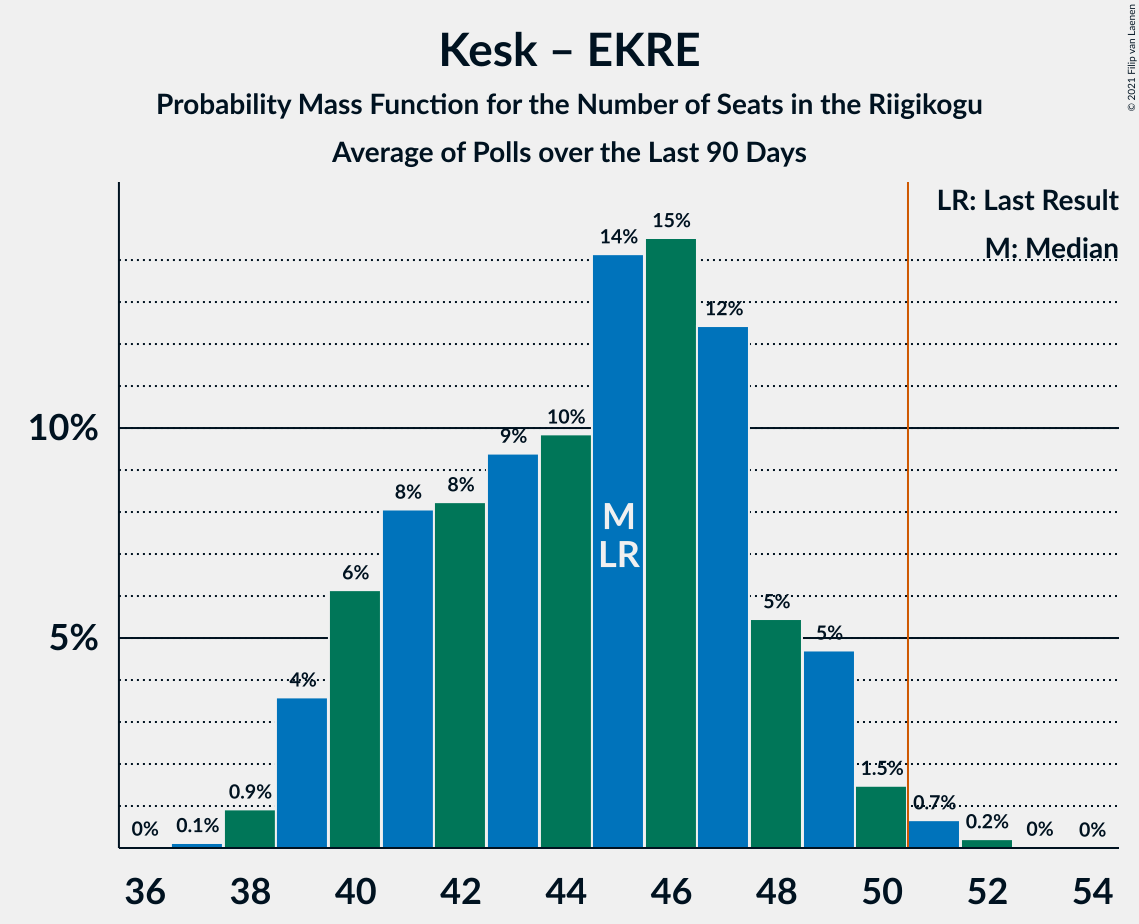 Kesk – EKRE
Probability Mass Function for the Number of Seats in the Riigikogu
Average of Polls over the Last 90 Days
© 2021 Filip van Laenen
LR: Last Result
M: Median
10%
5%
0%
0.1%
0.9%
4%
6%
8%
8%
9%
10%
14%
15%
12%
5%
5%
1.5%
0.7%
0.2%
0%
0%
M
LR
36 38 40 42 44 46 48 50 52 54